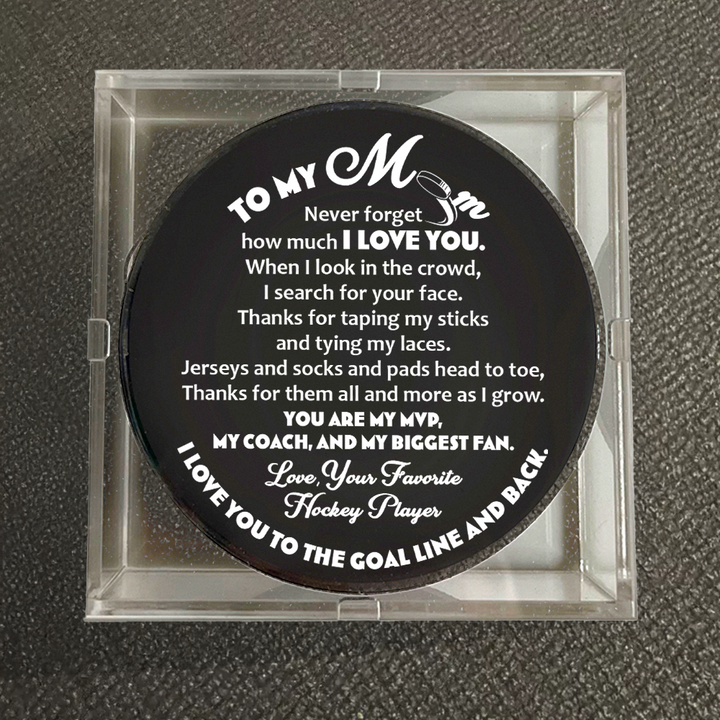 TO MY Mom
Never forget
how much I LOVE YOU.
When I look in the crowd,
I search for your face.
Thanks for taping my sticks
and tying my laces.
Jerseys and socks and pads head to toe,
Thanks for them all and more as I grow.
YOU ARE MY MVP,
MY COACH, AND MY BIGGEST FAN.
Love, Your Favorite
Hockey Player
I LOVE YOU TO THE GOAL LINE AND BACK.